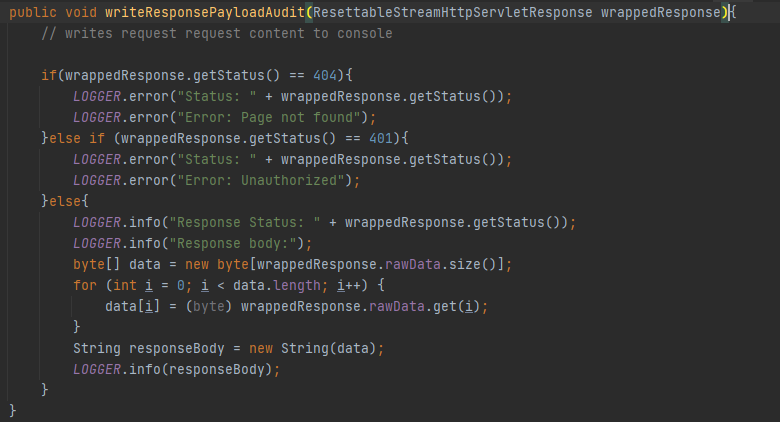 public void writeResponsePayloadAudit(ResettableStreamHttpServletResponse wrappedResponse){
    // writes request request content to console

    if(wrappedResponse.getStatus() == 404){
        LOGGER.error("Status: " + wrappedResponse.getStatus());
        LOGGER.error("Error: Page not found");
    }else if (wrappedResponse.getStatus() == 401){
        LOGGER.error("Status: " + wrappedResponse.getStatus());
        LOGGER.error("Error: Unauthorized");
    }else{
        LOGGER.info("Response Status: " + wrappedResponse.getStatus());
        LOGGER.info("Response body:");
        byte[] data = new byte[wrappedResponse.rawData.size()];
        for (int i = 0; i < data.length; i++) {
            data[i] = (byte) wrappedResponse.rawData.get(i);
        }
        String responseBody = new String(data);
        LOGGER.info(responseBody);
    }
}